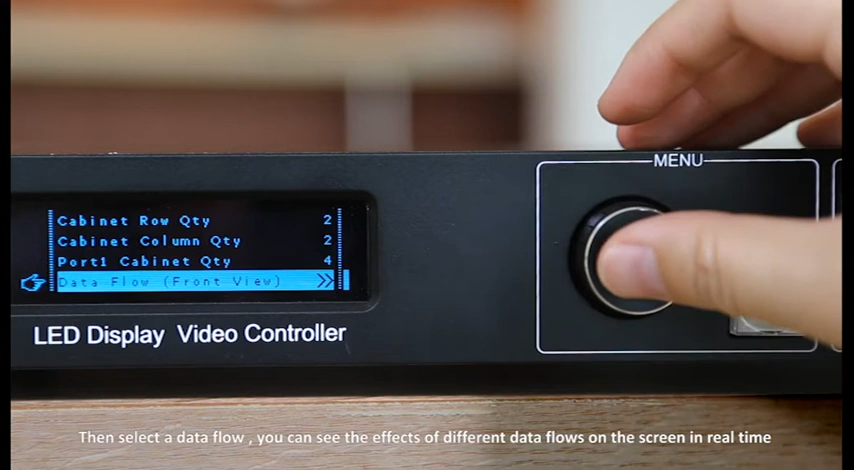 MENU
Cabinet Row Qty 2
Cabinet Column Qty 2
Port1 Cabinet Qty 4
Data Flow (Front View) >>
LED Display Video Controller
Then select a data flow , you can see the effects of different data flows on the screen in real time